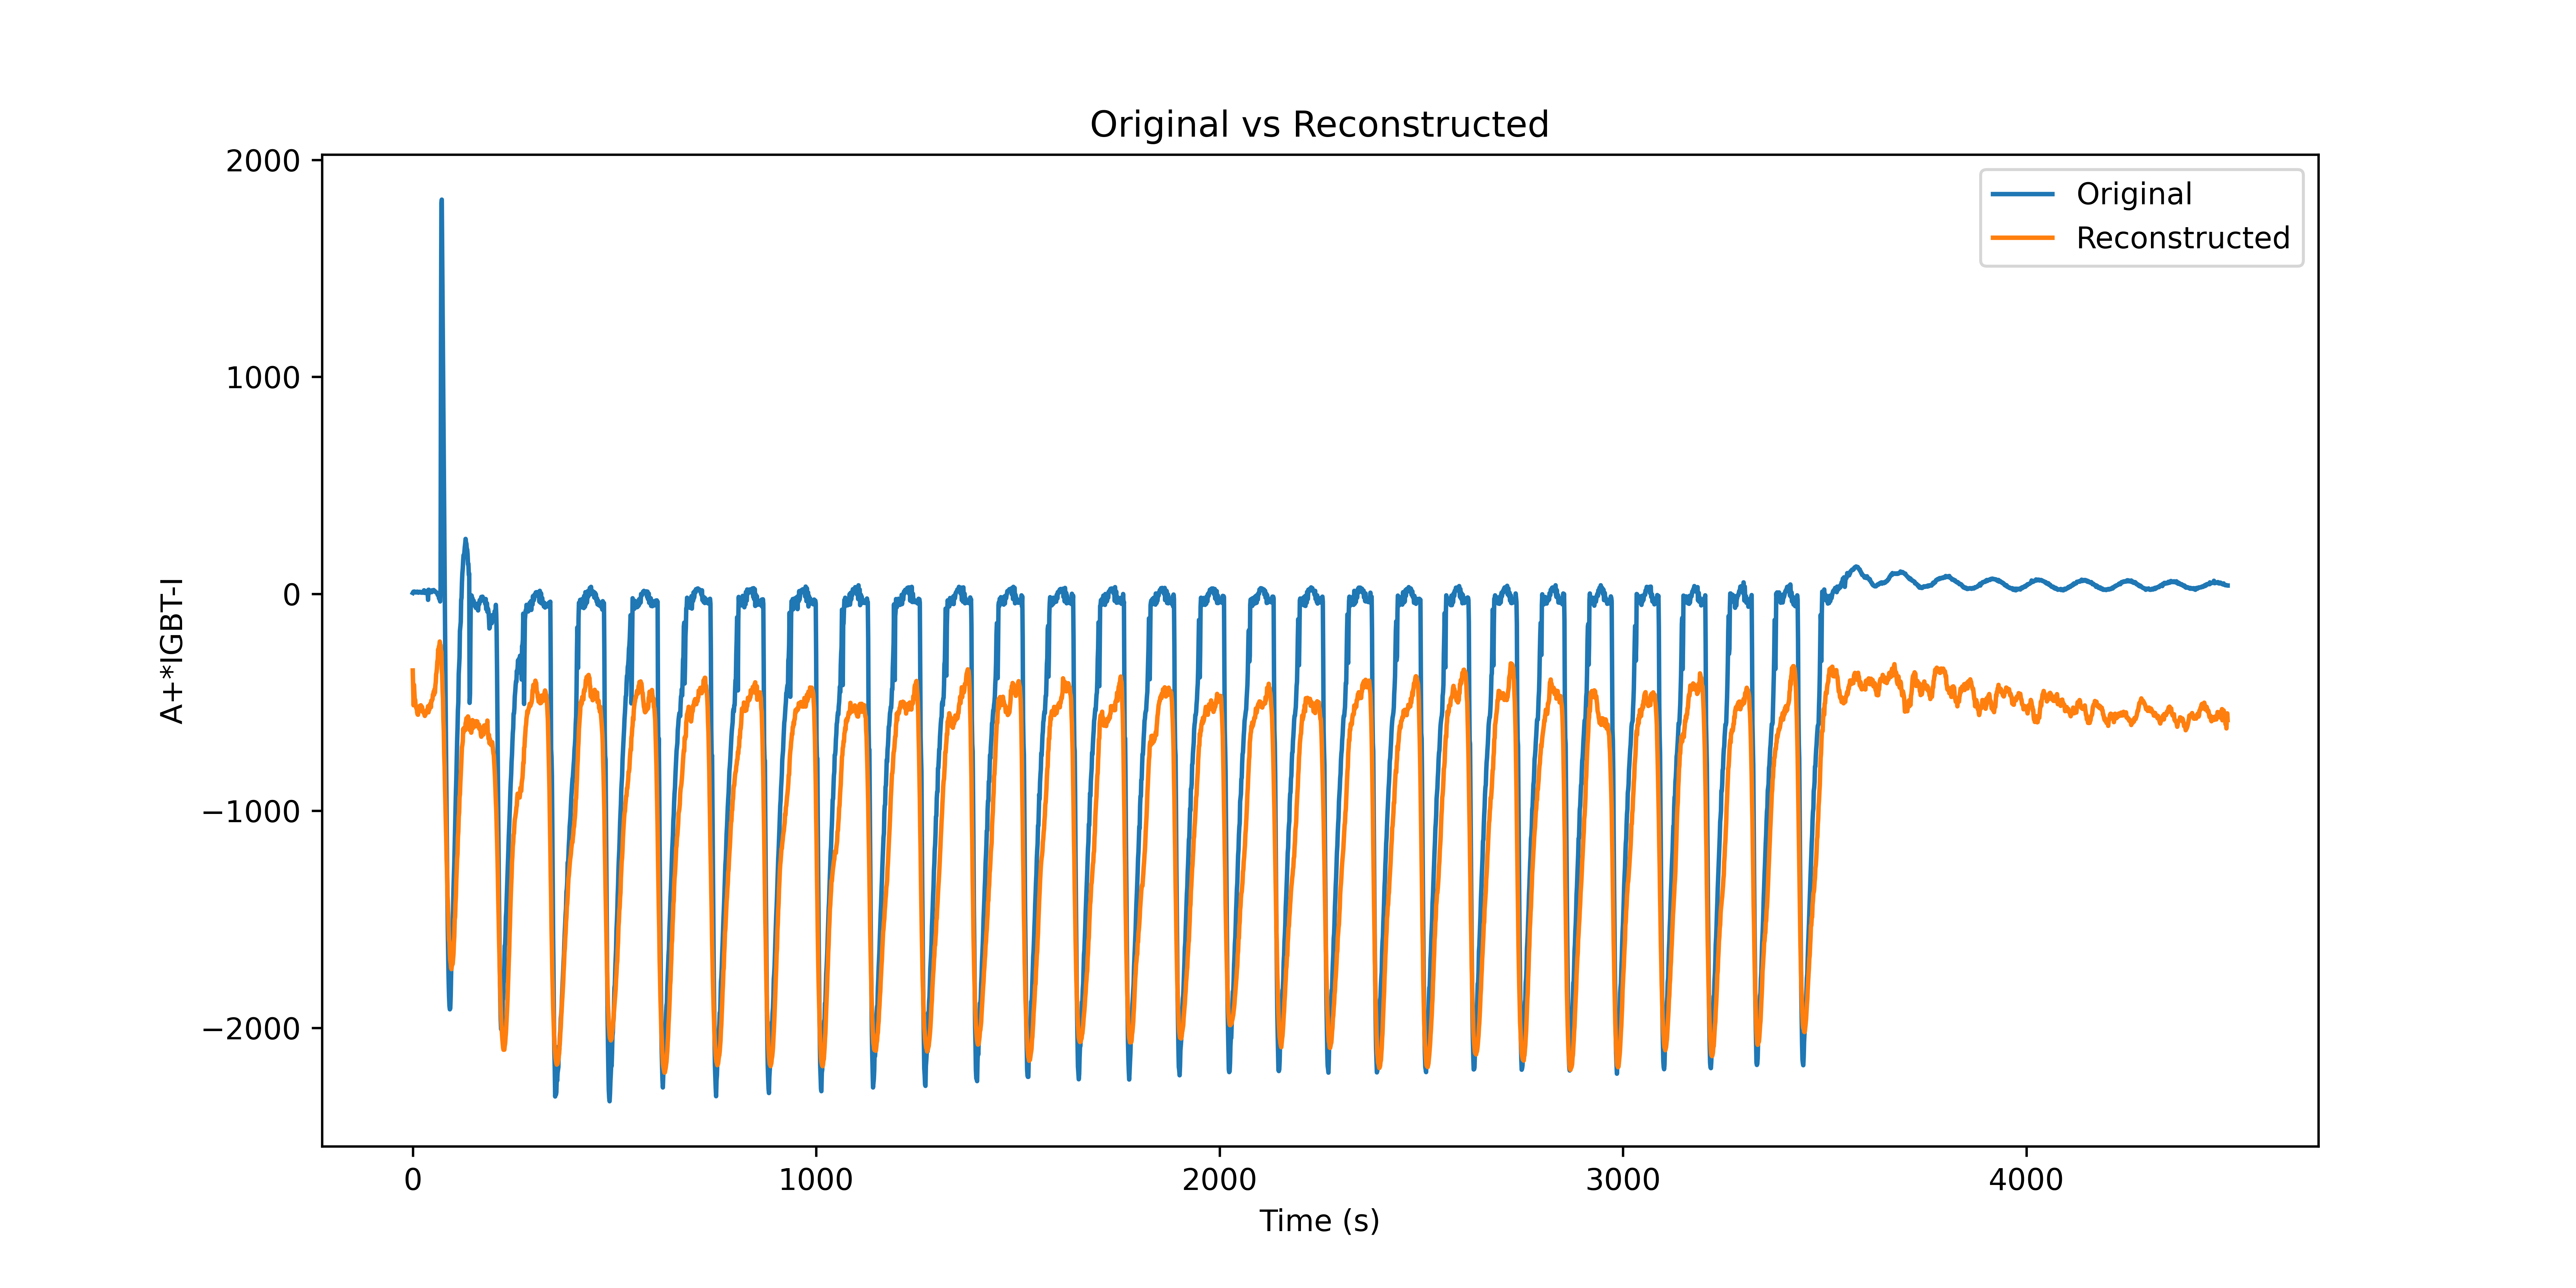 Original vs Reconstructed
2000
1000
0
−1000
−2000
A+*IGBT-I
Original
Reconstructed
0 1000 2000 3000 4000
Time (s)